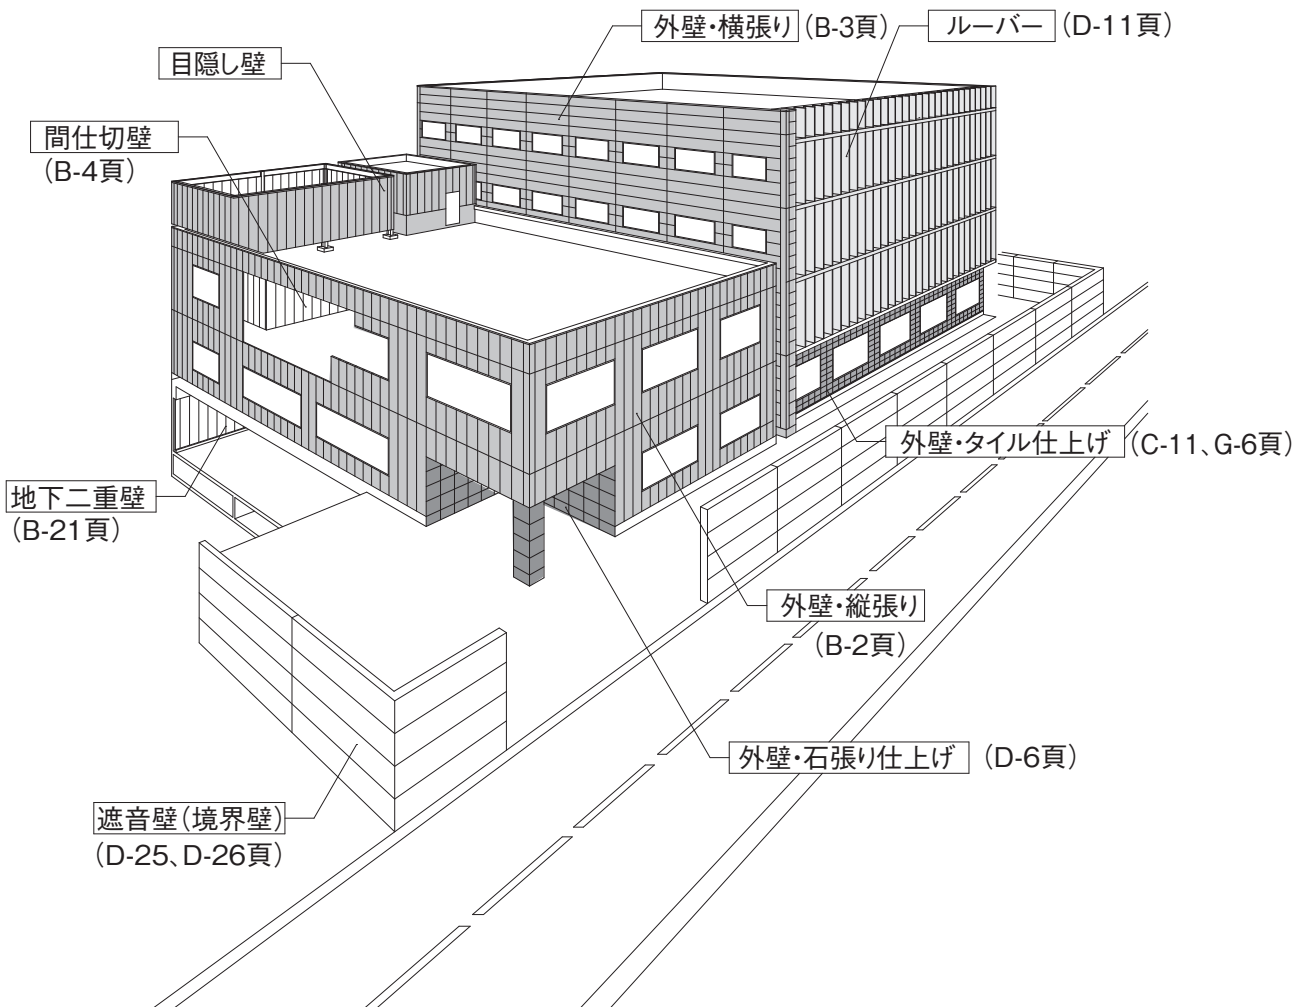 外壁・横張り (B-3頁)
ルーバー (D-11頁)
目隠し壁
間仕切壁
(B-4頁)
外壁・タイル仕上げ (C-11、G-6頁)
地下二重壁
(B-21頁)
外壁・縦張り
(B-2頁)
外壁・石張り仕上げ (D-6頁)
遮音壁(境界壁)
(D-25、D-26頁)